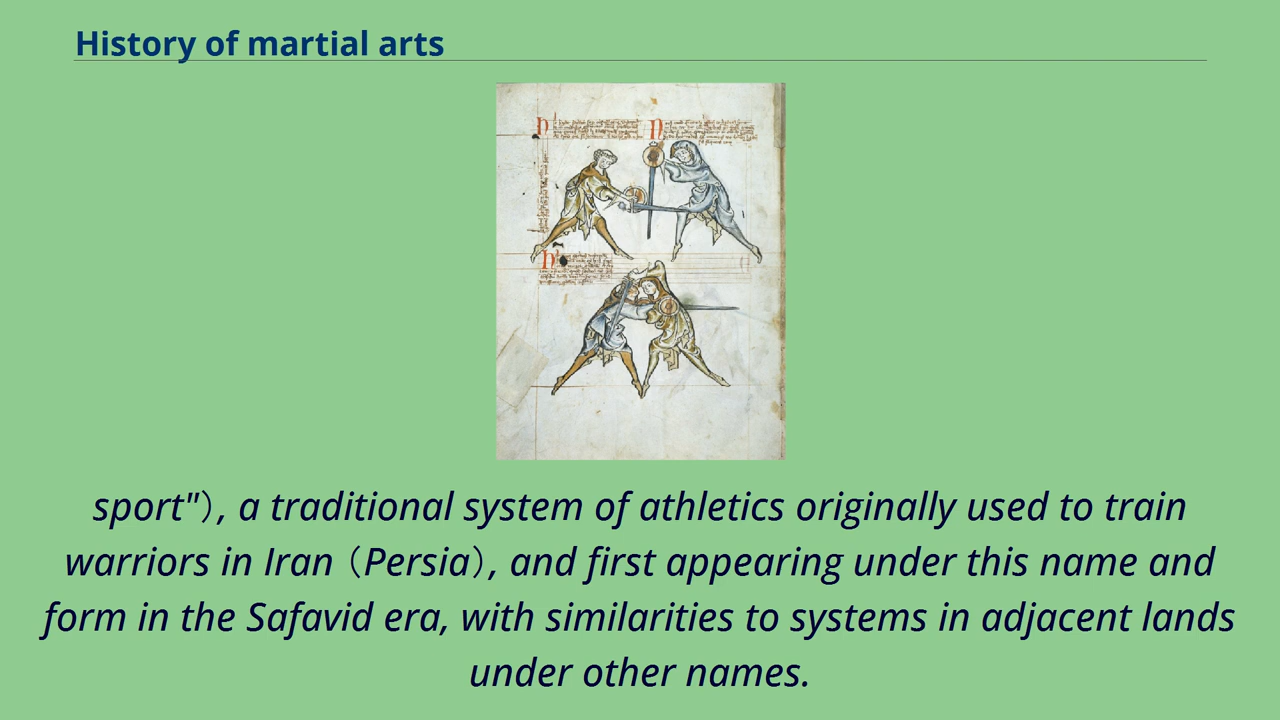 History of martial arts
sport"), a traditional system of athletics originally used to train
warriors in Iran (Persia), and first appearing under this name and
form in the Safavid era, with similarities to systems in adjacent lands
under other names.